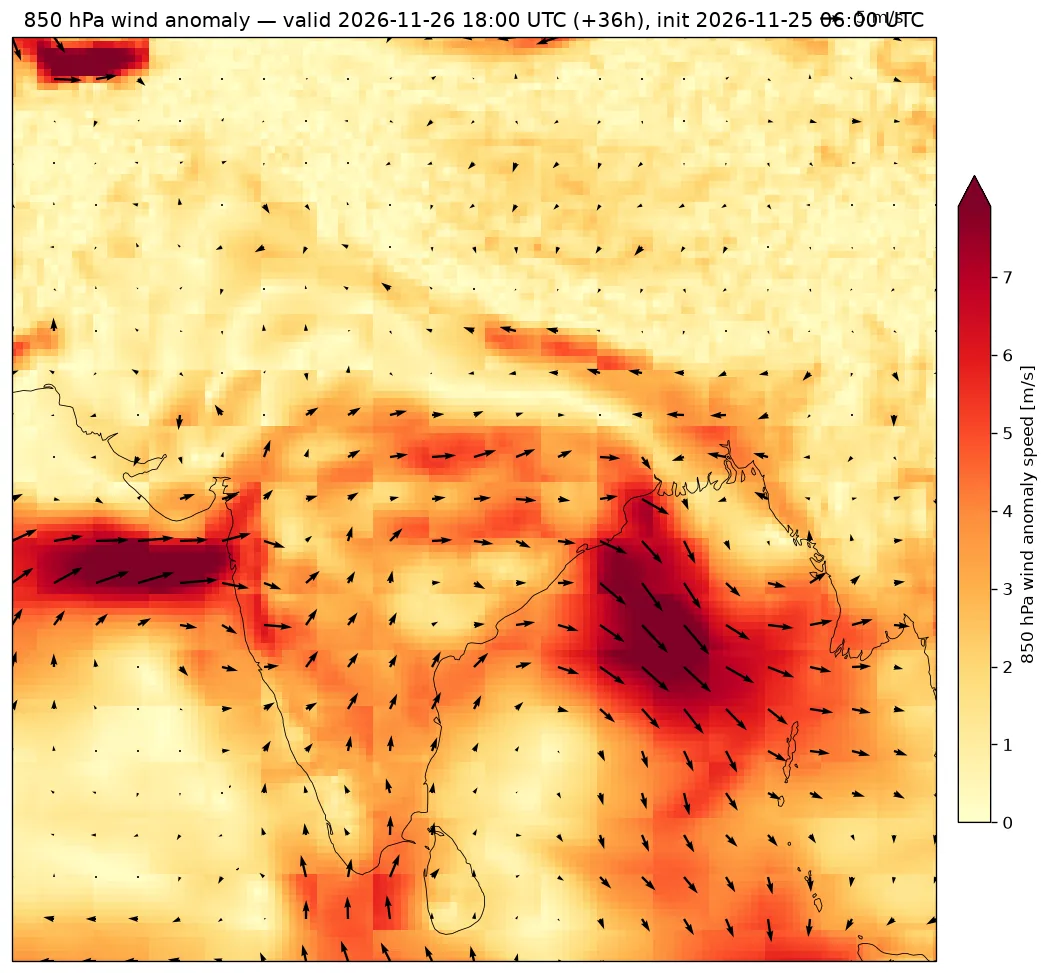 850 hPa wind anomaly — valid 2026-11-26 18:00 UTC (+36h), init 2026-11-25 06:00 UTC
5 m/s
7
6
5
4
3
2
1
0
850 hPa wind anomaly speed [m/s]